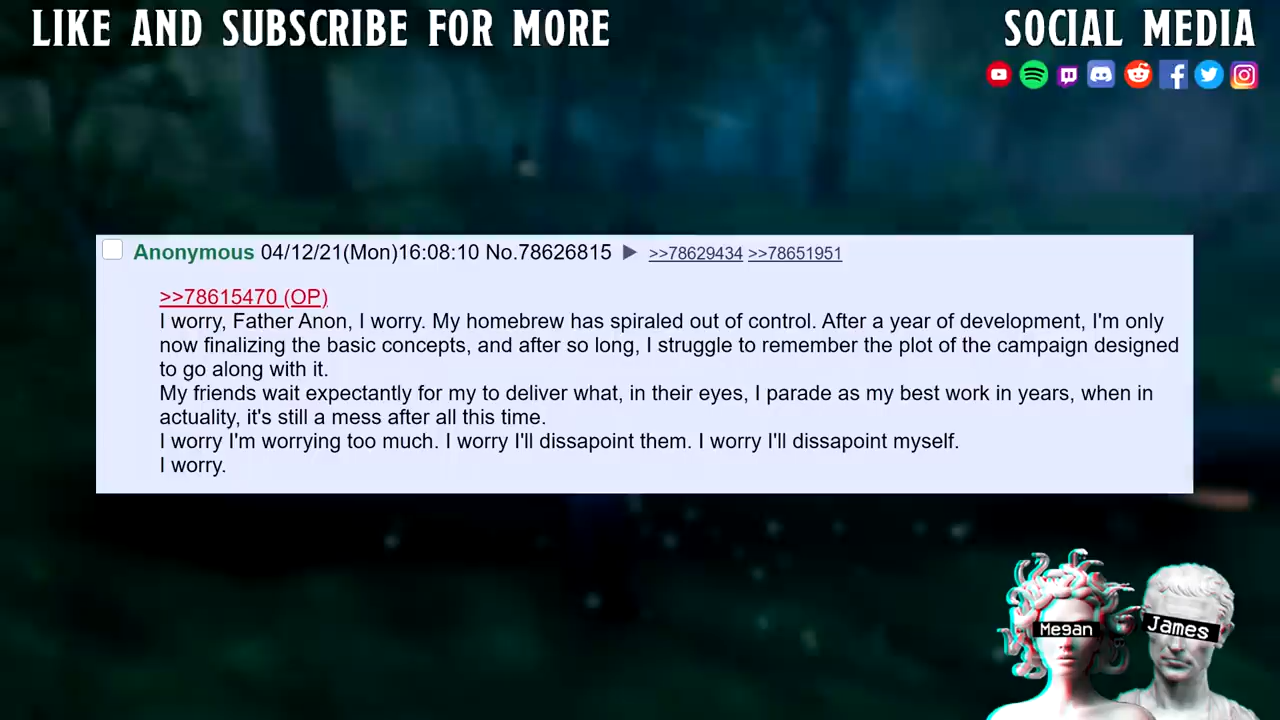 LIKE AND SUBSCRIBE FOR MORE
SOCIAL MEDIA
Anonymous 04/12/21(Mon)16:08:10 No.78626815 ▶ >>78629434 >>78651951
>>78615470 (OP)
I worry, Father Anon, I worry. My homebrew has spiraled out of control. After a year of development, I'm only
now finalizing the basic concepts, and after so long, I struggle to remember the plot of the campaign designed
to go along with it.
My friends wait expectantly for my to deliver what, in their eyes, I parade as my best work in years, when in
actuality, it's still a mess after all this time.
I worry I'm worrying too much. I worry I'll dissapoint them. I worry I'll dissapoint myself.
I worry.
Megan
James